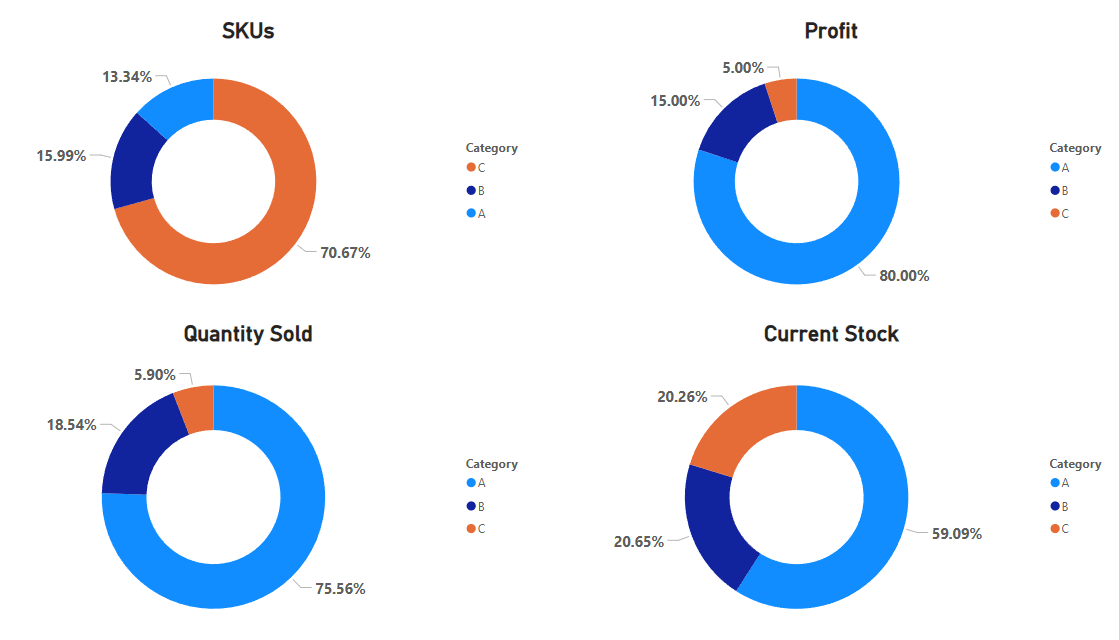 SKUs
13.34%
15.99%
70.67%
Category
C
B
A
Profit
5.00%
15.00%
80.00%
Category
A
B
C
Quantity Sold
5.90%
18.54%
75.56%
Category
A
B
C
Current Stock
20.26%
20.65%
59.09%
Category
A
B
C